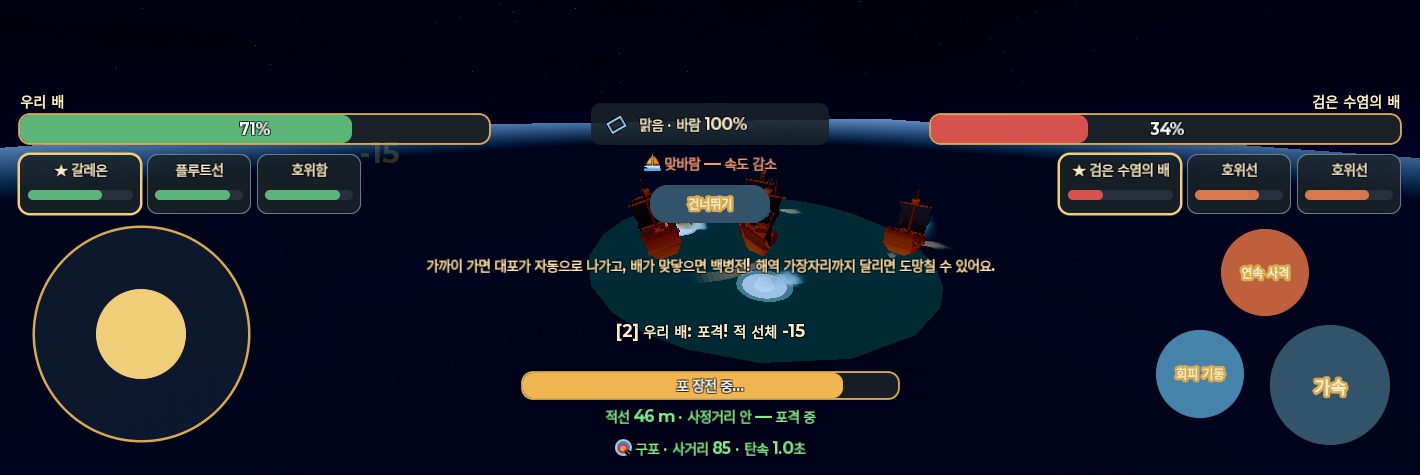 우리 배
71%
맑음 · 바람 100%
검은 수염의 배
34%
-15
★ 갈레온
플루트선
호위함
맞바람 — 속도 감소
★ 검은 수염의 배
호위선
호위선
건너뛰기
가까이 가면 대포가 자동으로 나가고, 배가 맞닿으면 백병전! 해역 가장자리까지 달리면 도망칠 수 있어요.
연속 사격
[2] 우리 배: 포격! 적 선체 -15
회피 기동
가속
포 장전 중...
적선 46 m · 사정거리 안 — 포격 중
구포 · 사거리 85 · 탄속 1.0초